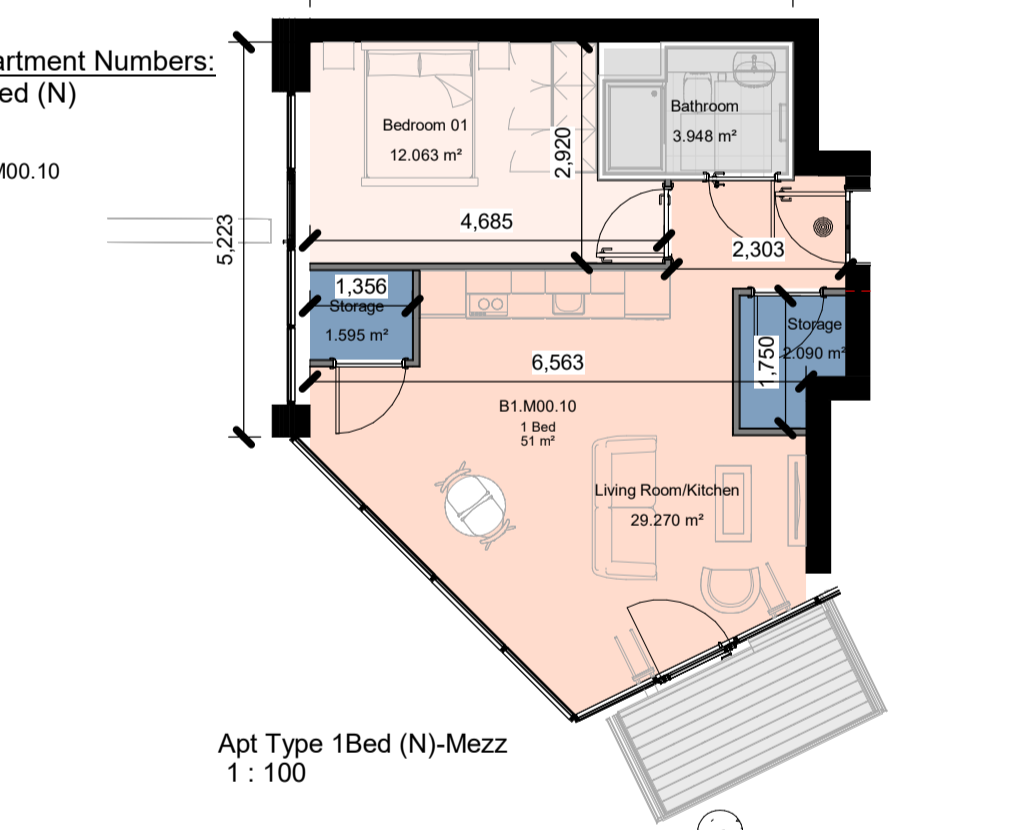 artment Numbers:
ed (N)
M00.10
Bedroom 01
12.063 m²
Bathroom
3.948 m²
2,920
4,685
5,223
2,303
1,356
Storage
1.595 m²
Storage
2.090 m²
1,750
6,563
B1.M00.10
1 Bed
51 m²
Living Room/Kitchen
29.270 m²
Apt Type 1Bed (N)-Mezz
1 : 100